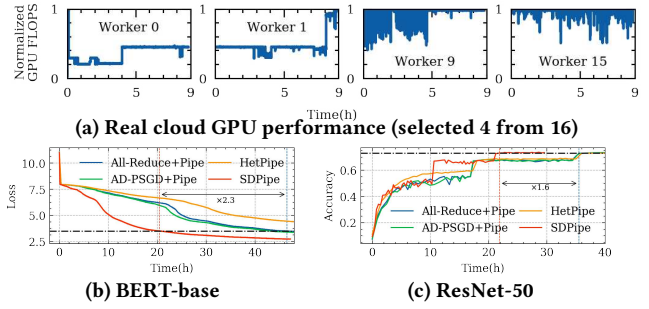 Normalized
GPU FLOPS
1
0
0 9
Worker 0
1
0
0 9
Worker 1
1
0
0 9
Worker 9
1
0
0 9
Worker 15
Time(h)
(a) Real cloud GPU performance (selected 4 from 16)
Loss
10.0
7.5
5.0
2.5
All-Reduce+Pipe
AD-PSGD+Pipe
HetPipe
SDPipe
×2.3
0 10 20 30 40
Time(h)
(b) BERT-base
Accuracy
0.6
0.4
0.2
×1.6
All-Reduce+Pipe
AD-PSGD+Pipe
HetPipe
SDPipe
0 10 20 30 40
Time(h)
(c) ResNet-50